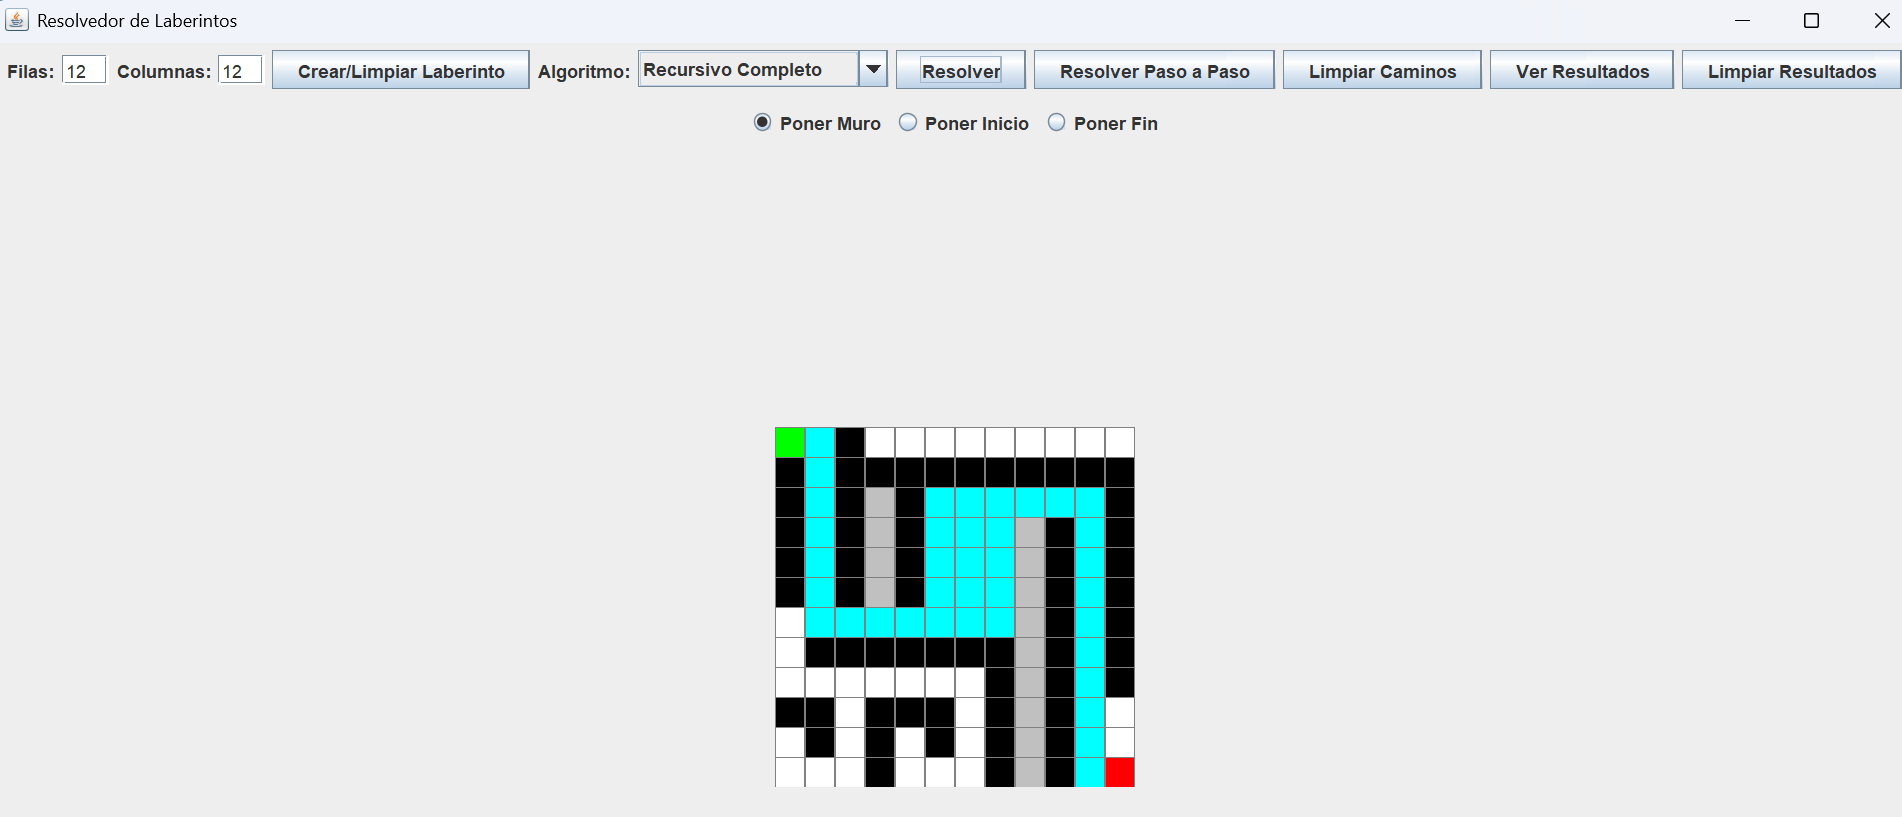 Resolvedor de Laberintos
Filas: 12 Columnas: 12 Crear/Limpiar Laberinto Algoritmo: Recursivo Completo Resolver Resolver Paso a Paso Limpiar Caminos Ver Resultados Limpiar Resultados
Poner Muro Poner Inicio Poner Fin